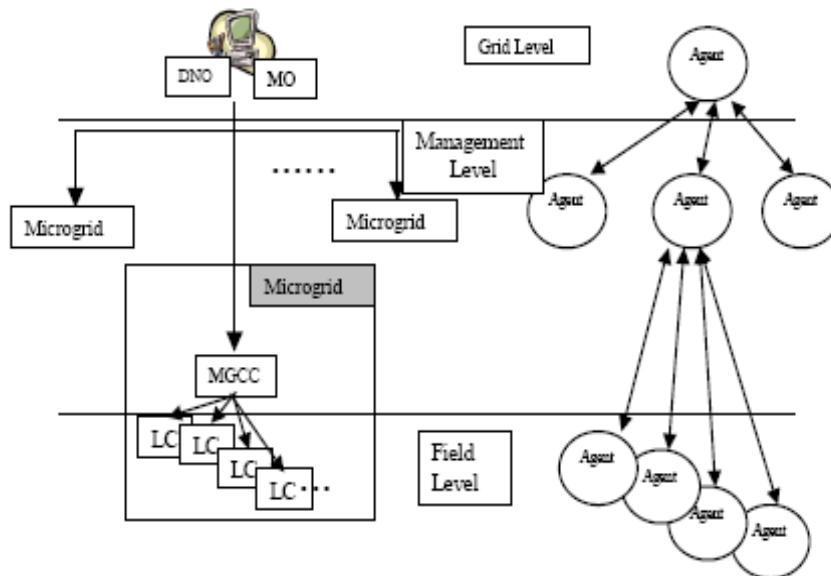 DNO
MO
Grid Level
Agent
Management
Level
......
Microgrid
Microgrid
Agent
Agent
Agent
Microgrid
MGCC
LC
LC
LC
LC ...
Field
Level
Agent
Agent
Agent
Agent